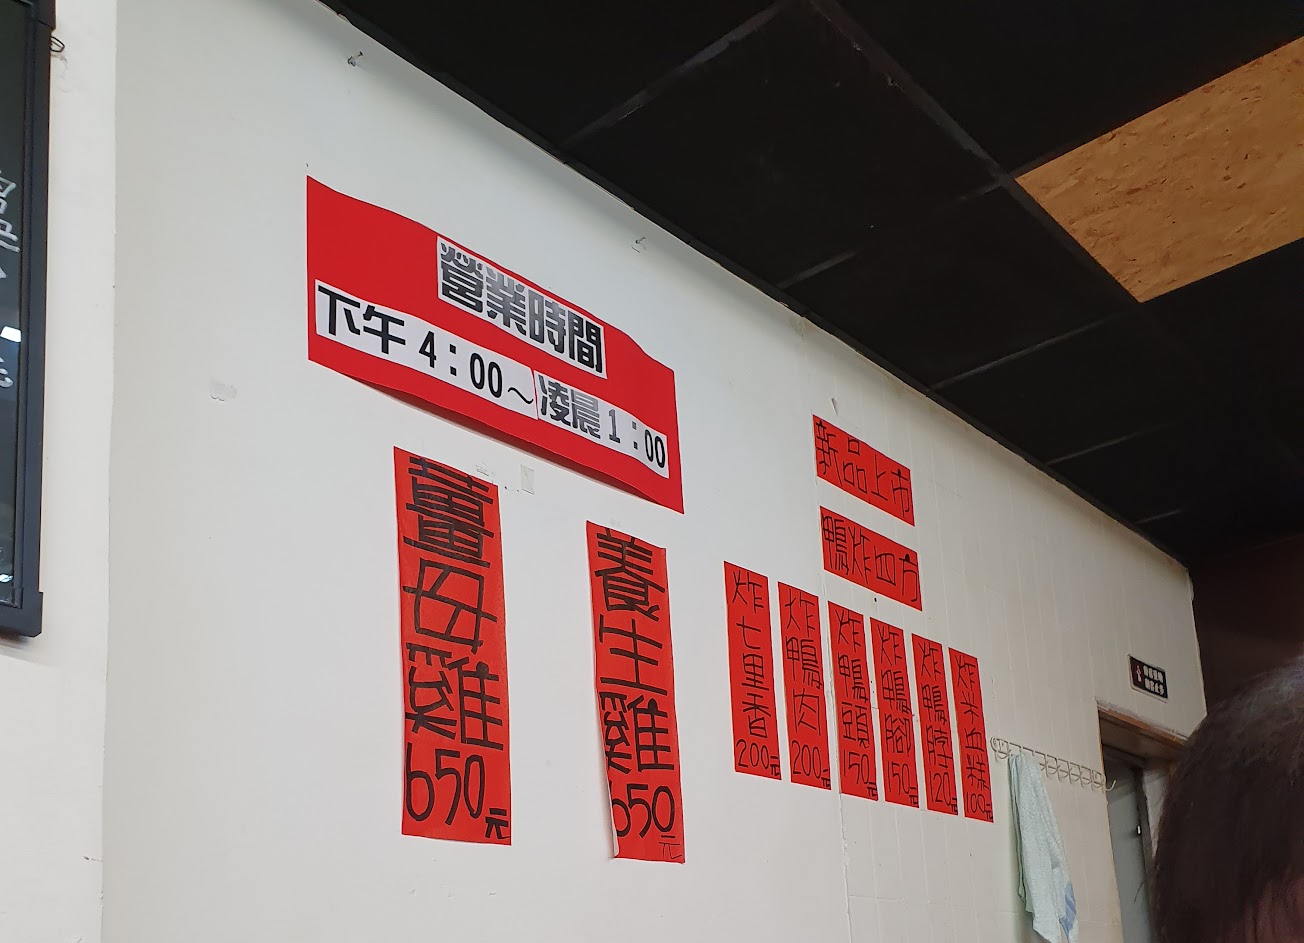 營業時間
下午4:00～凌晨1:00
薑母雞650元
養生雞650元
新品上市
鴨炸四方
炸七里香200元
炸鴨肉200元
炸鴨頭150元
炸鴨腳150元
炸鴨脖120元
炸米血糕100元